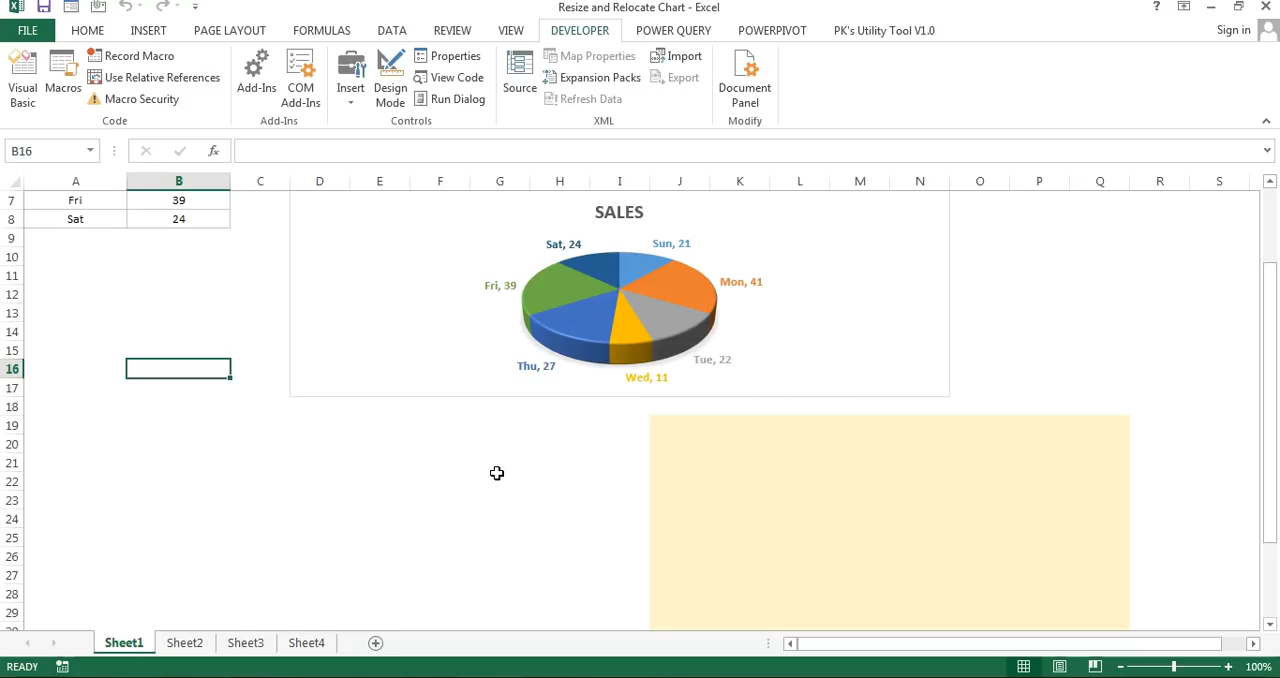 Resize and Relocate Chart - Excel
?
FILE HOME INSERT PAGE LAYOUT FORMULAS DATA REVIEW VIEW DEVELOPER POWER QUERY POWERPIVOT PK's Utility Tool V1.0 Sign in
Visual Basic
Macros
Record Macro
Use Relative References
Macro Security
Code
Add-Ins
COM Add-Ins
Add-Ins
Insert
Design Mode
Properties
View Code
Run Dialog
Controls
Source
Map Properties
Expansion Packs
Refresh Data
Import
Export
XML
Document Panel
Modify
B16 fx
A B C D E F G H I J K L M N O P Q R S
7 Fri 39
8 Sat 24
9
10
11
12
13
14
15
16
17
18
19
20
21
22
23
24
25
26
27
28
29
SALES
Sat, 24 Sun, 21
Fri, 39 Mon, 41
Thu, 27 Tue, 22
Wed, 11
Sheet1 Sheet2 Sheet3 Sheet4
READY 100%